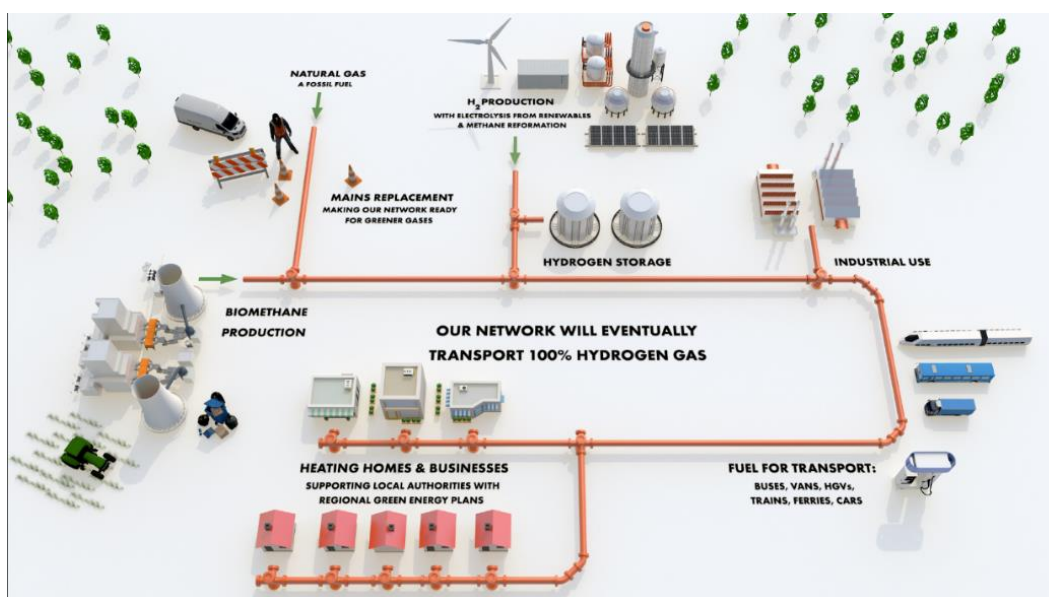 NATURAL GAS
A FOSSIL FUEL
H₂ PRODUCTION
WITH ELECTROLYSIS FROM RENEWABLES
& METHANE REFORMATION
MAINS REPLACEMENT
MAKING OUR NETWORK READY
FOR GREENER GASES
HYDROGEN STORAGE
INDUSTRIAL USE
BIOMETHANE
PRODUCTION
OUR NETWORK WILL EVENTUALLY
TRANSPORT 100% HYDROGEN GAS
HEATING HOMES & BUSINESSES
SUPPORTING LOCAL AUTHORITIES WITH
REGIONAL GREEN ENERGY PLANS
FUEL FOR TRANSPORT:
BUSES, VANS, HGVs,
TRAINS, FERRIES, CARS